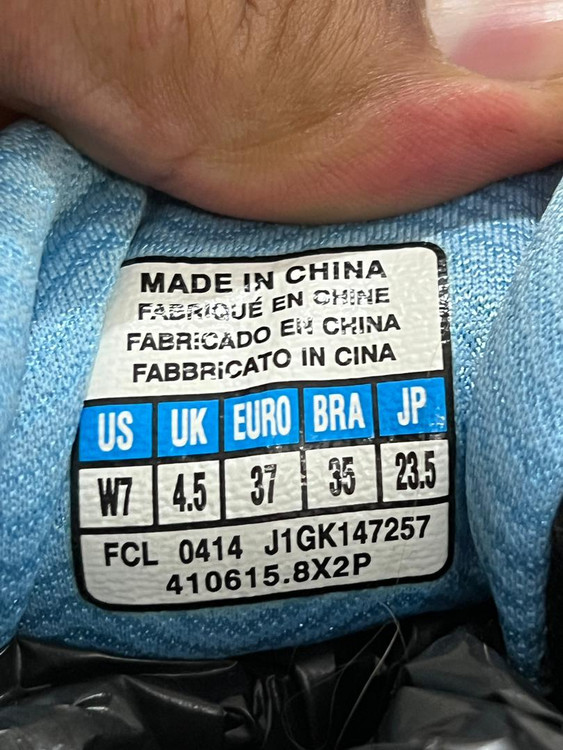 MADE IN CHINA
FABRIQUÉ EN CHINE
FABRICADO EN CHINA
FABBRICATO IN CINA
US UK EURO BRA JP
W7 4.5 37 35 23.5
FCL 0414 J1GK147257
410615.8X2P